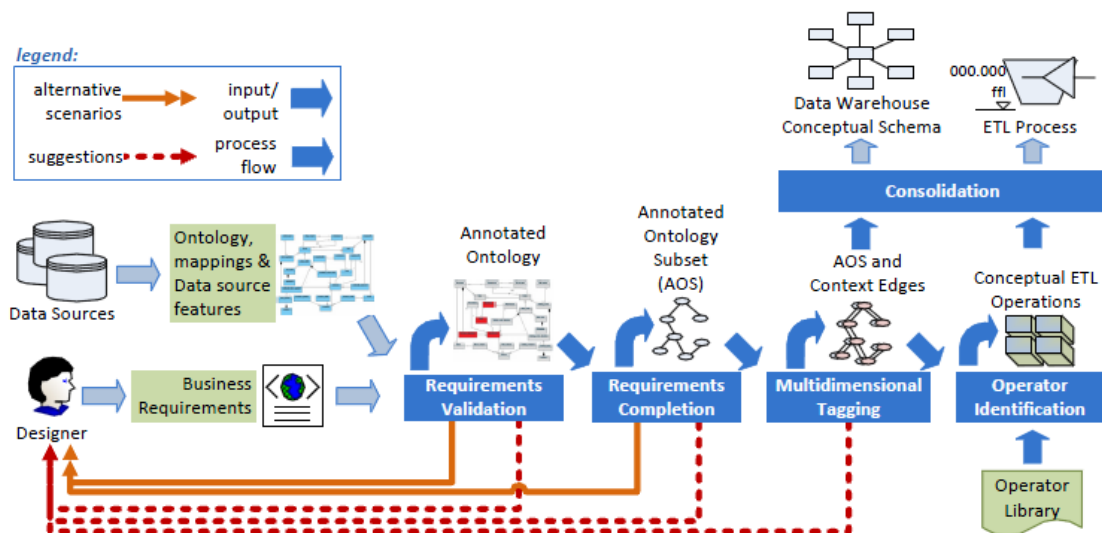 legend:
alternative
scenarios
input/
output
suggestions
process
flow
Data Warehouse
Conceptual Schema
000.000
ffl
ETL Process
Consolidation
Data Sources
Ontology,
mappings &
Data source
features
Annotated
Ontology
Annotated
Ontology
Subset
(AOS)
AOS and
Context Edges
Conceptual ETL
Operations
Designer
Business
Requirements
Requirements
Validation
Requirements
Completion
Multidimensional
Tagging
Operator
Identification
Operator
Library